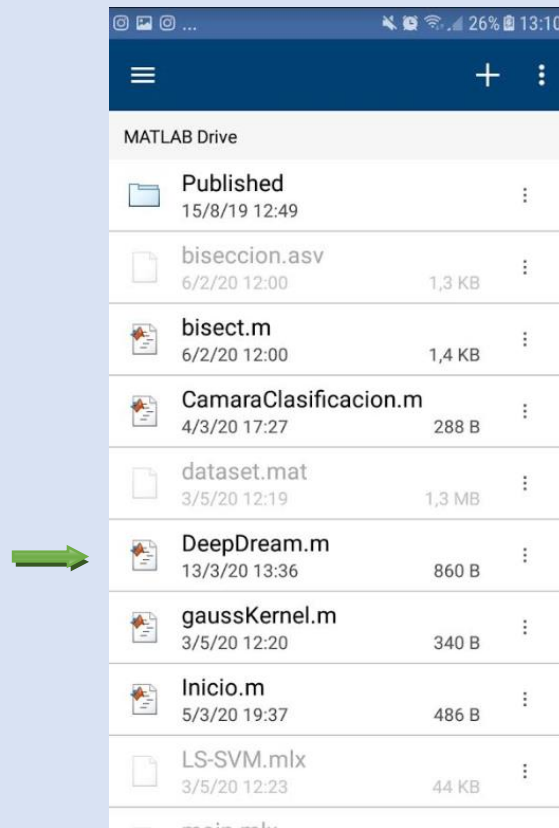 ... 26% 13:10
MATLAB Drive
Published
15/8/19 12:49
biseccion.asv
6/2/20 12:00 1,3 KB
bisect.m
6/2/20 12:00 1,4 KB
CamaraClasificacion.m
4/3/20 17:27 288 B
dataset.mat
3/5/20 12:19 1,3 MB
DeepDream.m
13/3/20 13:36 860 B
gaussKernel.m
3/5/20 12:20 340 B
Inicio.m
5/3/20 19:37 486 B
LS-SVM.mlx
3/5/20 12:23 44 KB